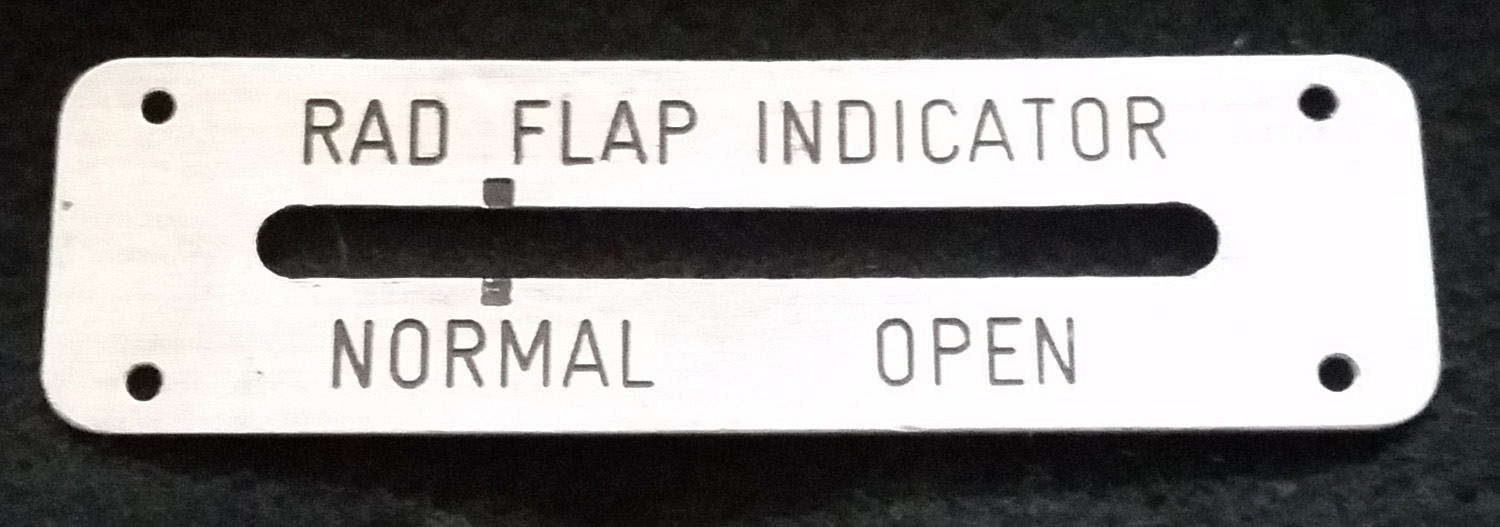 RAD FLAP INDICATOR
NORMAL OPEN